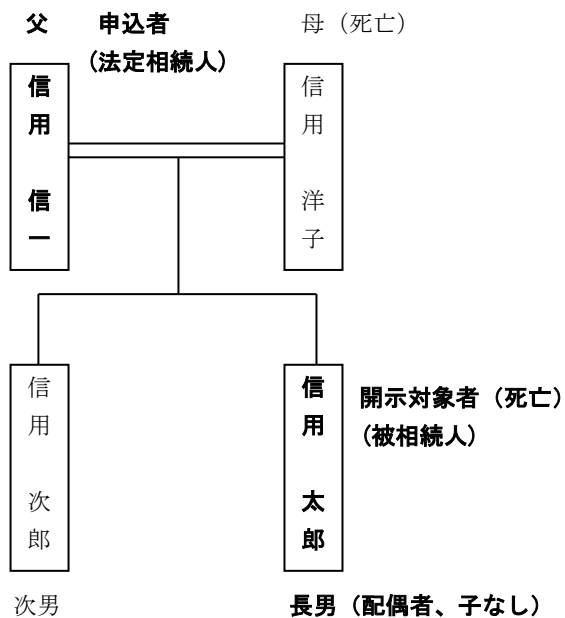 父 申込者 母（死亡）
（法定相続人）
信用 信一
信用 洋子
信用 次郎
信用 太郎
開示対象者（死亡）
（被相続人）
次男 長男（配偶者、子なし）